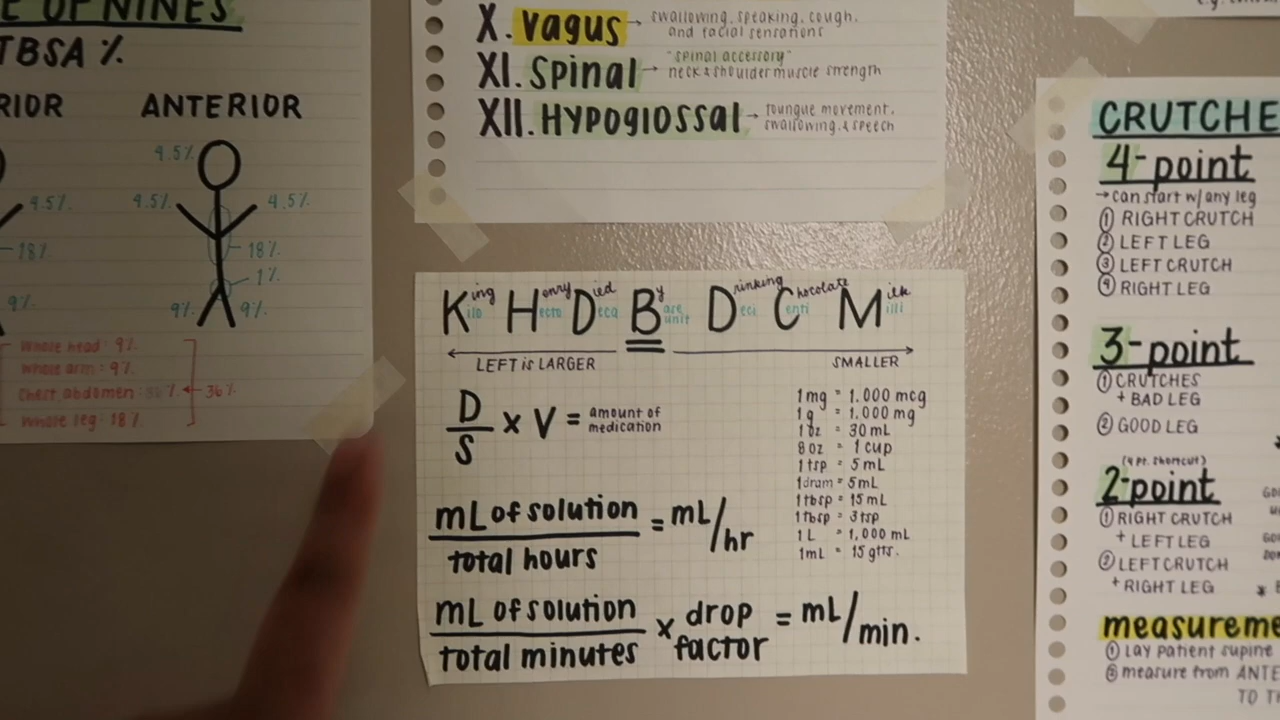 E OF NINES
TBSA %
RIOR ANTERIOR
4.5%
4.5% 4.5% 4.5%
18% 18%
1%
9% 9% 9%
Whole head: 9%
Whole arm: 9%
Chest, abdomen: 36% ← 36%
Whole leg: 18%
X. Vagus → swallowing, speaking, cough,
and facial sensations
XI. Spinal → "spinal accessory"
neck & shoulder muscle strength
XII. Hypoglossal → toungue movement,
swallowing, & speech
King Henry Died By Drinking Chocolate Milk
Kilo Hecto Deca Base unit Deci Centi Milli
LEFT is LARGER SMALLER
D/S x V = amount of
medication
1 mg = 1,000 mcg
1 g = 1,000 mg
1 oz = 30 mL
8 oz = 1 cup
1 tsp = 5 mL
1 dram = 5 mL
1 tbsp = 15 mL
1 tbsp = 3 tsp
1 L = 1,000 mL
1 mL = 15 gtts.
mL of solution
total hours
= mL/hr
mL of solution
total minutes
x drop
factor
= mL/min.
CRUTCHE
4-point
→ can start w/ any leg
① RIGHT CRUTCH
② LEFT LEG
③ LEFT CRUTCH
④ RIGHT LEG
3-point
① CRUTCHES
+ BAD LEG
② GOOD LEG
(4 pt. shortcut)
2-point
① RIGHT CRUTCH
+ LEFT LEG
② LEFT CRUTCH
+ RIGHT LEG
measureme
① LAY patient supine
② measure from ANTE
TO TH